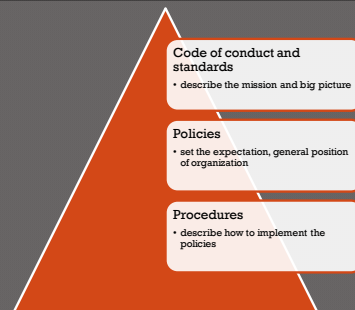 Code of conduct and
standards
• describe the mission and big picture
Policies
• set the expectation, general position
of organization
Procedures
• describe how to implement the
policies